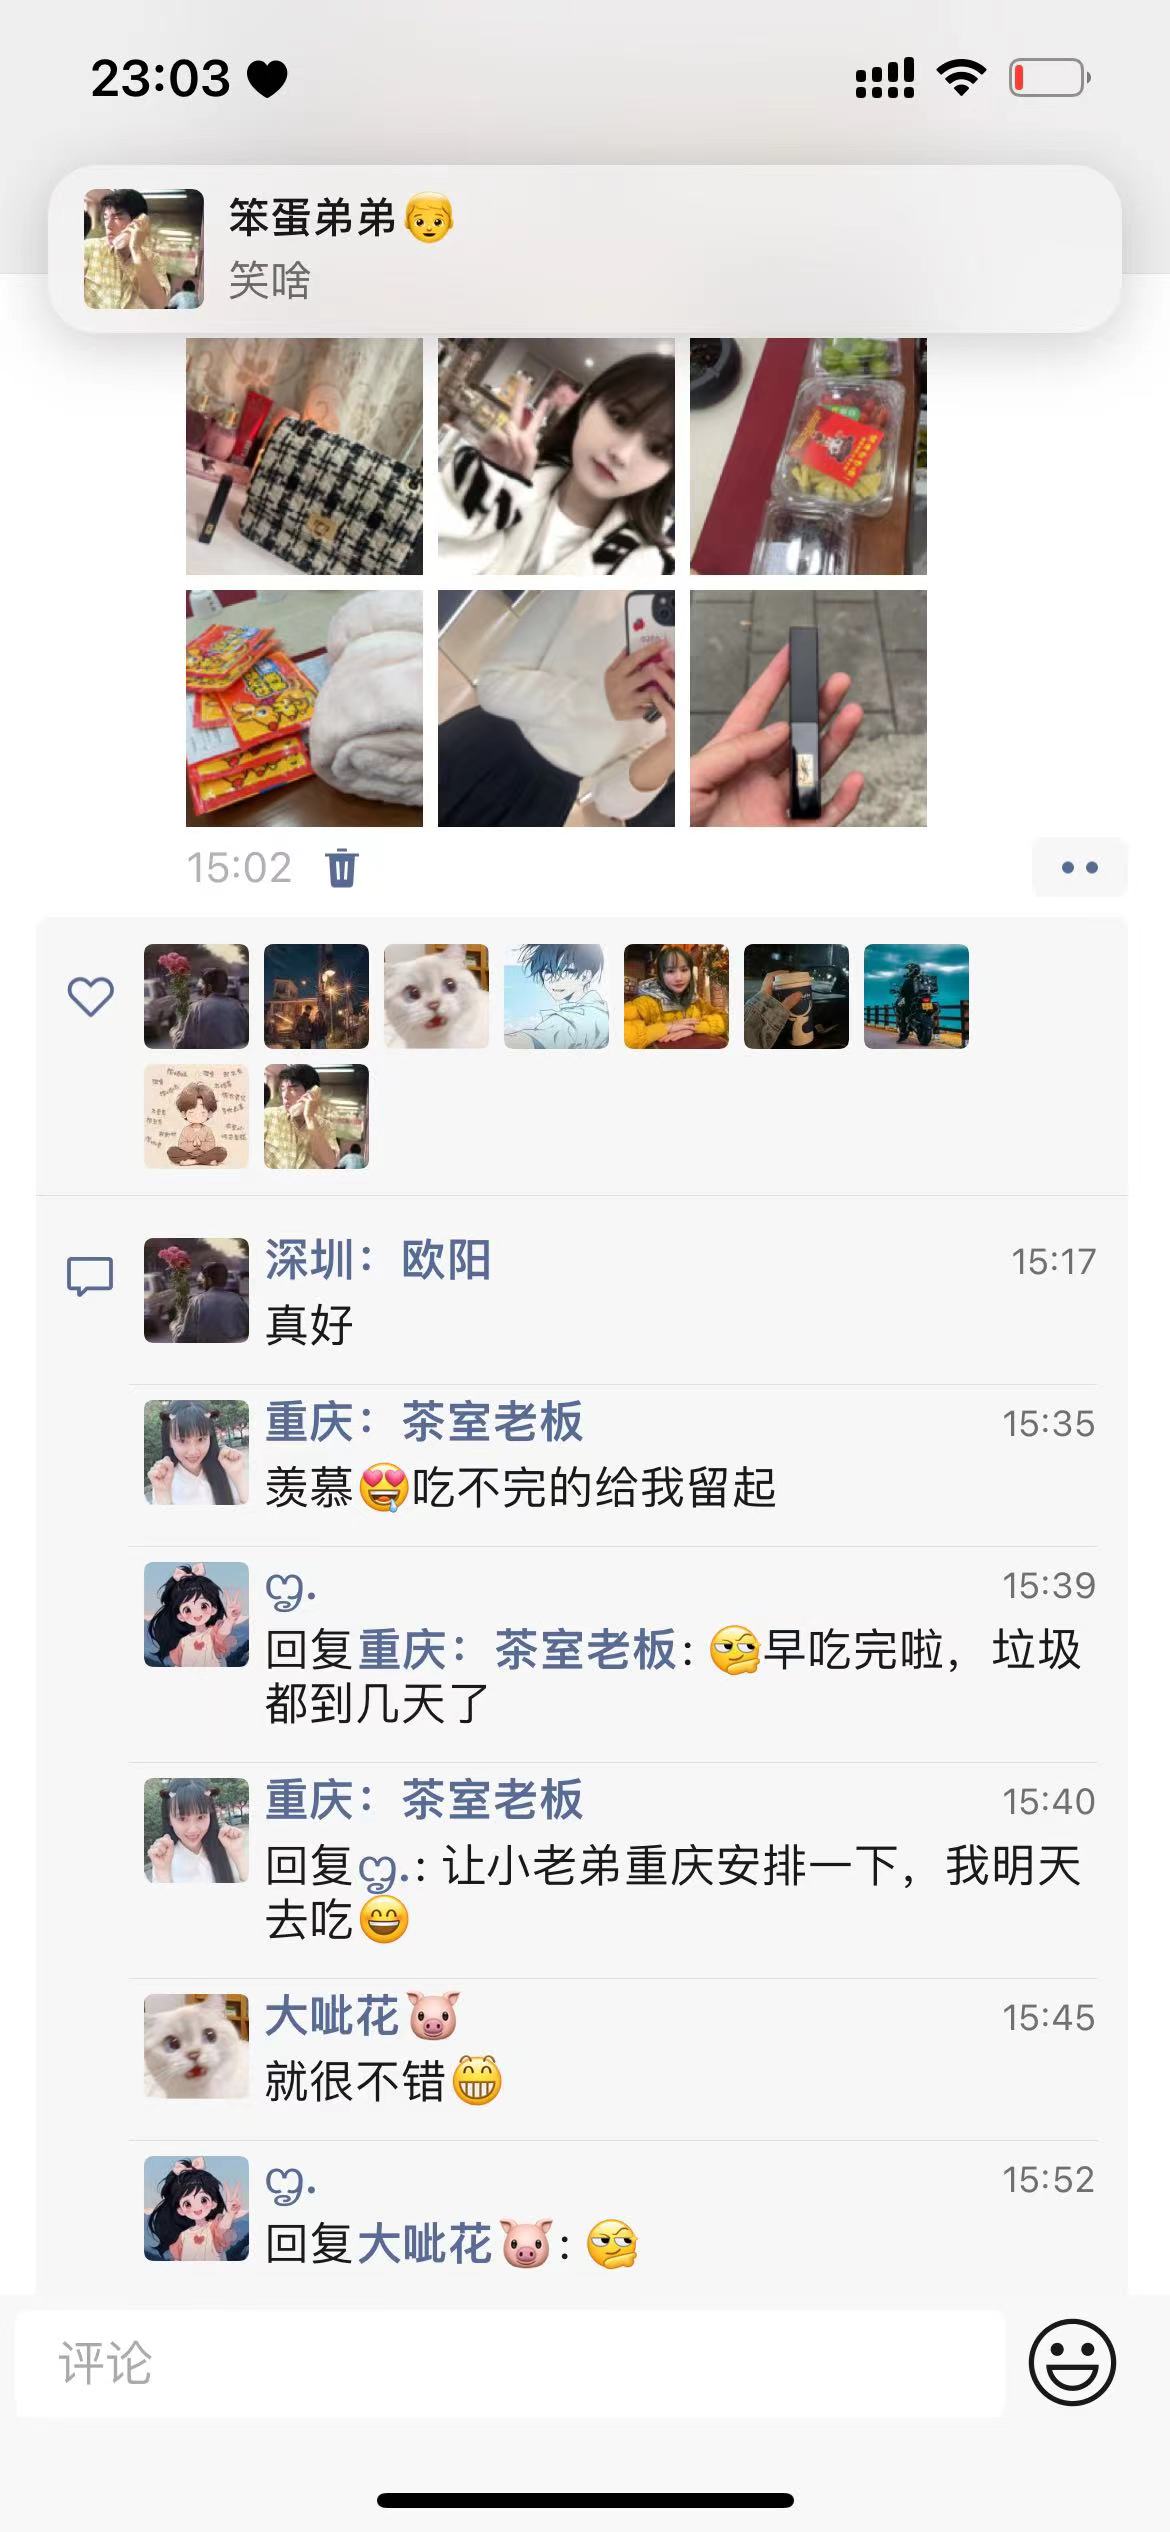 23:03
笨蛋弟弟👦
笑啥
15:02
深圳：欧阳
15:17
真好
重庆：茶室老板
15:35
羡慕🤤吃不完的给我留起
ღ.
15:39
回复重庆：茶室老板: 🤔早吃完啦，垃圾
都到几天了
重庆：茶室老板
15:40
回复ღ.: 让小老弟重庆安排一下，我明天
去吃😄
大呲花🐷
15:45
就很不错😁
ღ.
15:52
回复大呲花🐷: 🤔
评论